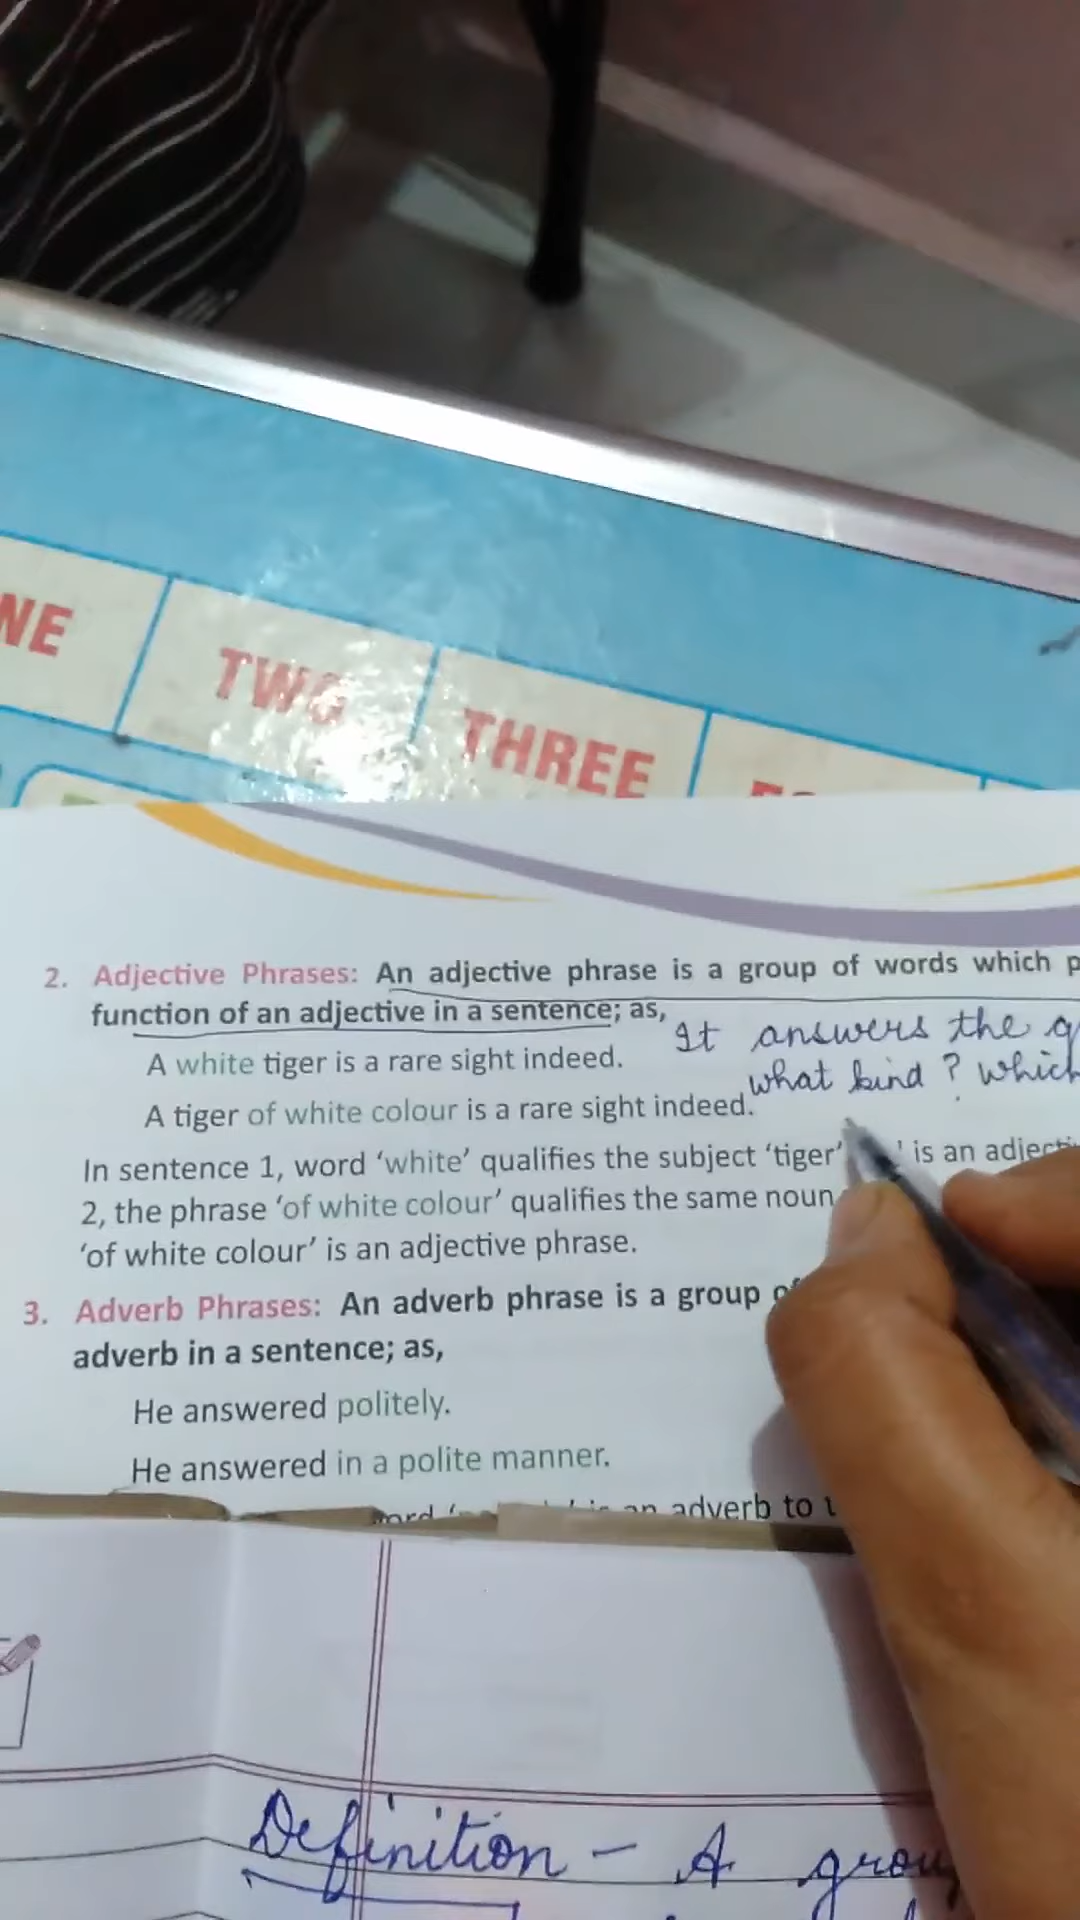 TWO
THREE
2. Adjective Phrases: An adjective phrase is a group of words which
function of an adjective in a sentence; as,
It answers the
A white tiger is a rare sight indeed.
what kind? which
A tiger of white colour is a rare sight indeed.
In sentence 1, word ‘white’ qualifies the subject ‘tiger’ is an
2, the phrase ‘of white colour’ qualifies the same noun
‘of white colour’ is an adjective phrase.
3. Adverb Phrases: An adverb phrase is a group
adverb in a sentence; as,
He answered politely.
He answered in a polite manner.
an adverb to
Definition - A